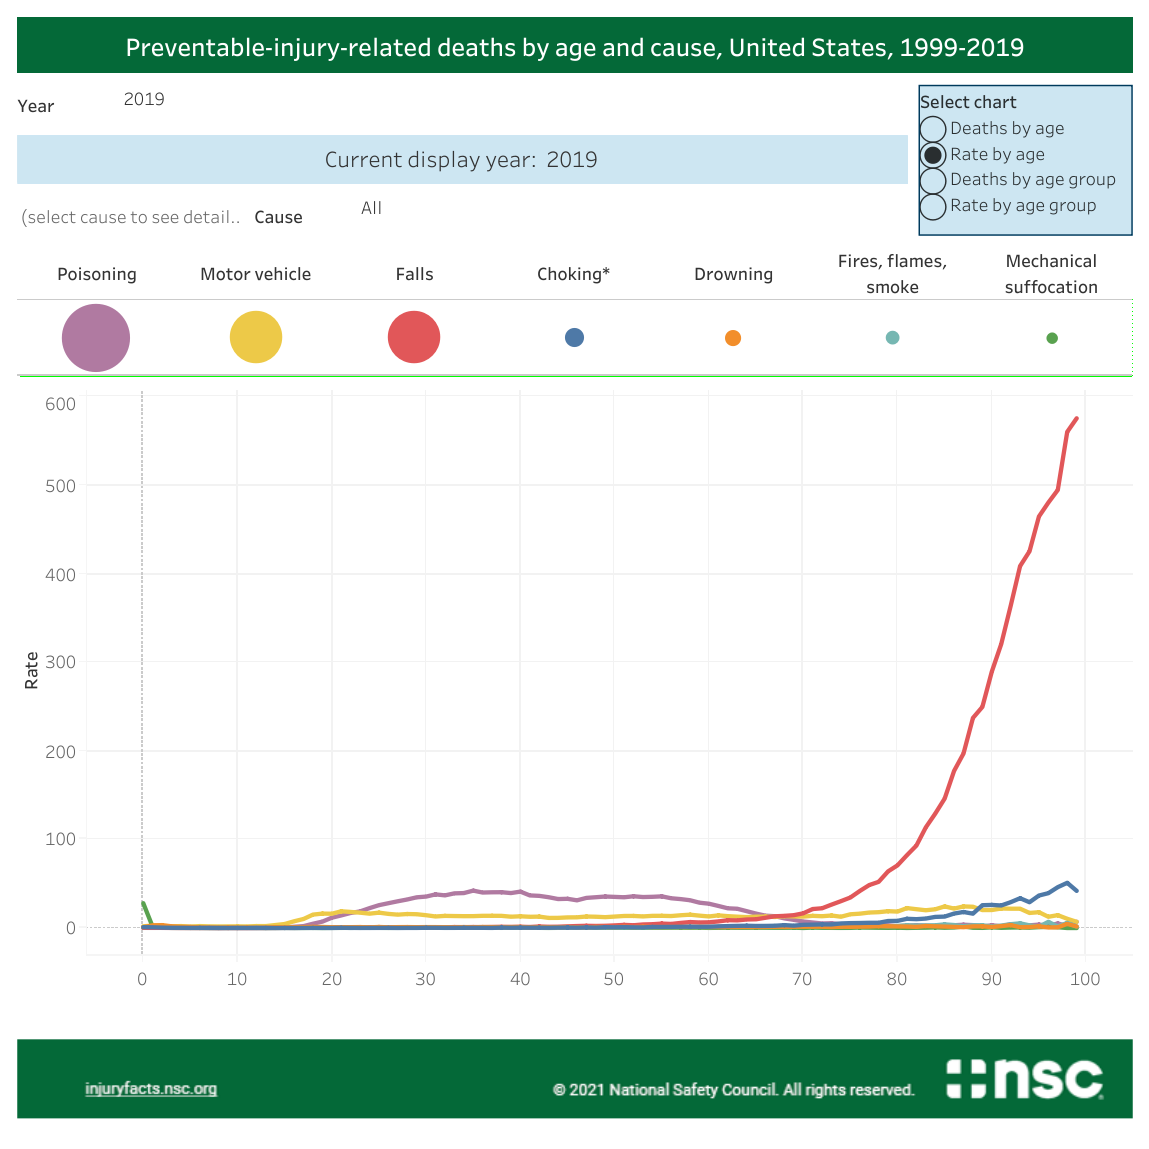 Preventable-injury-related deaths by age and cause, United States, 1999-2019
Year
2019
Select chart
Deaths by age
Rate by age
Deaths by age group
Rate by age group
Current display year: 2019
(select cause to see detail..
Cause
All
Poisoning
Motor vehicle
Falls
Choking*
Drowning
Fires, flames,
smoke
Mechanical
suffocation
Rate
600
500
400
300
200
100
0
0 10 20 30 40 50 60 70 80 90 100
injuryfacts.nsc.org
© 2021 National Safety Council. All rights reserved.
nsc